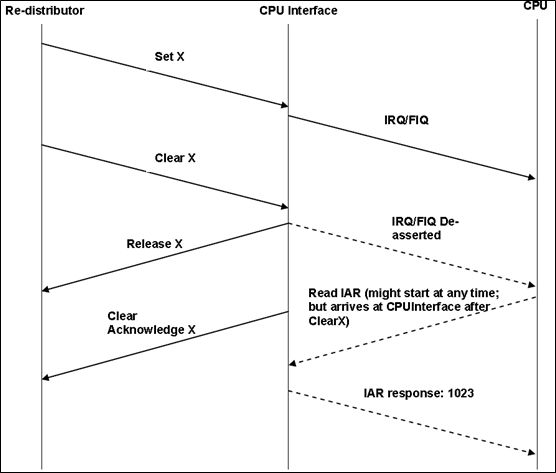 Re-distributor
CPU Interface
CPU
Set X
IRQ/FIQ
Clear X
IRQ/FIQ De-
asserted
Release X
Read IAR (might start at any time;
but arrives at CPUInterface after
ClearX)
Clear
Acknowledge X
IAR response: 1023